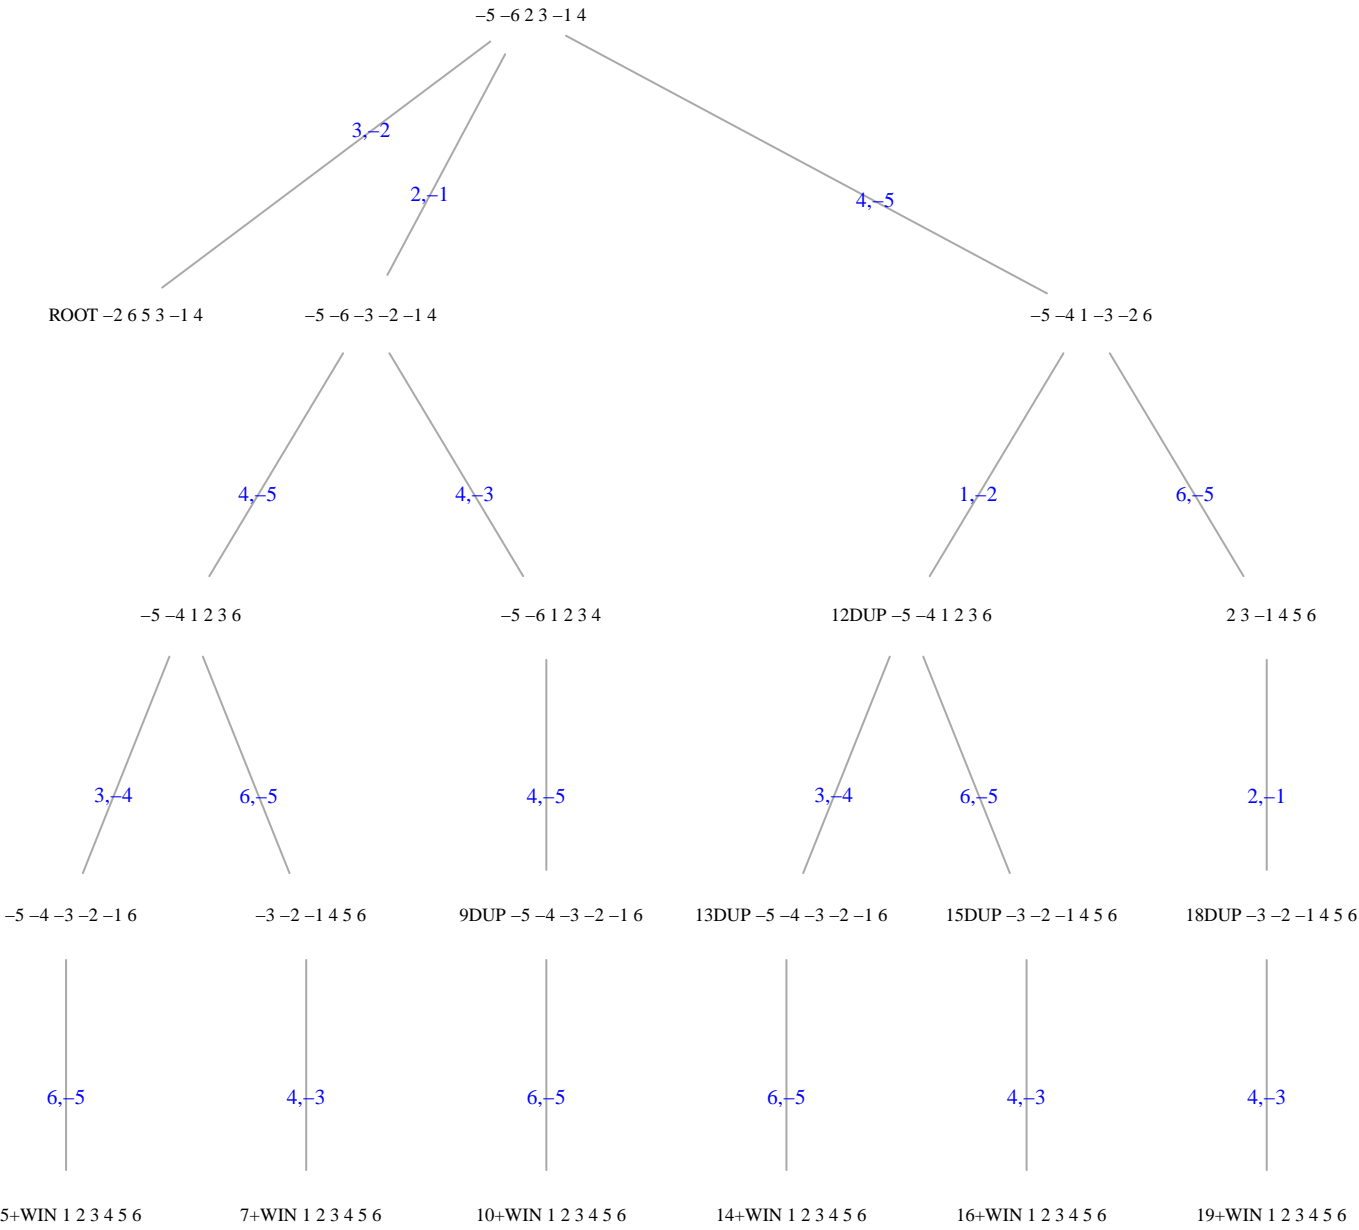 –5 –6 2 3 –1 4
3,–2
2,–1
4,–5
ROOT –2 6 5 3 –1 4
–5 –6 –3 –2 –1 4
–5 –4 1 –3 –2 6
4,–5
4,–3
1,–2
6,–5
–5 –4 1 2 3 6
–5 –6 1 2 3 4
12DUP –5 –4 1 2 3 6
2 3 –1 4 5 6
3,–4
6,–5
4,–5
3,–4
6,–5
2,–1
–5 –4 –3 –2 –1 6
–3 –2 –1 4 5 6
9DUP –5 –4 –3 –2 –1 6
13DUP –5 –4 –3 –2 –1 6
15DUP –3 –2 –1 4 5 6
18DUP –3 –2 –1 4 5 6
6,–5
4,–3
6,–5
6,–5
4,–3
4,–3
5+WIN 1 2 3 4 5 6
7+WIN 1 2 3 4 5 6
10+WIN 1 2 3 4 5 6
14+WIN 1 2 3 4 5 6
16+WIN 1 2 3 4 5 6
19+WIN 1 2 3 4 5 6